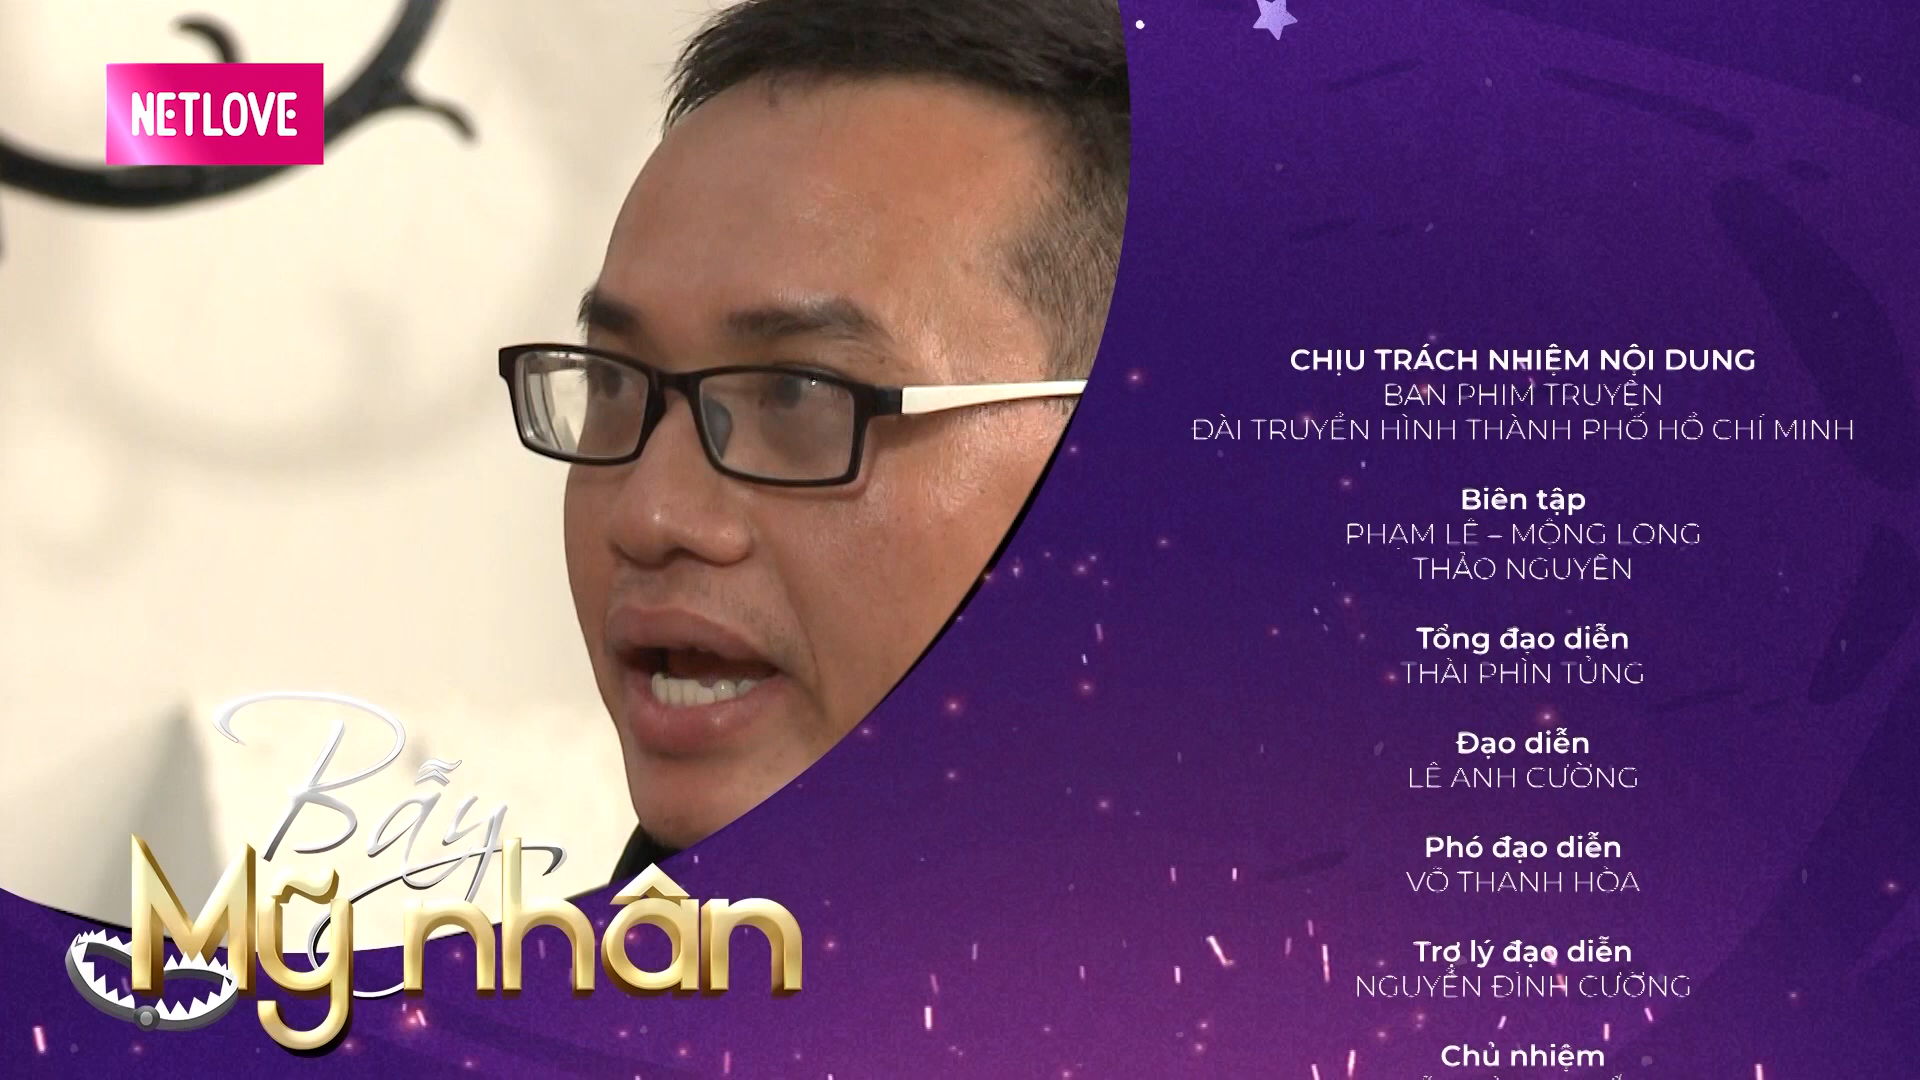 NETLOVE
CHỊU TRÁCH NHIỆM NỘI DUNG
BAN PHIM TRUYỆN
ĐÀI TRUYỀN HÌNH THÀNH PHỐ HỒ CHÍ MINH
Biên tập
PHẠM LÊ – MỘNG LONG
THẢO NGUYÊN
Tổng đạo diễn
THÀI PHÌN TỦNG
Đạo diễn
LÊ ANH CƯỜNG
Phó đạo diễn
VÕ THANH HÒA
Trợ lý đạo diễn
NGUYỄN ĐÌNH CƯỜNG
Chủ nhiệm
Bẫy
Mỹ nhân